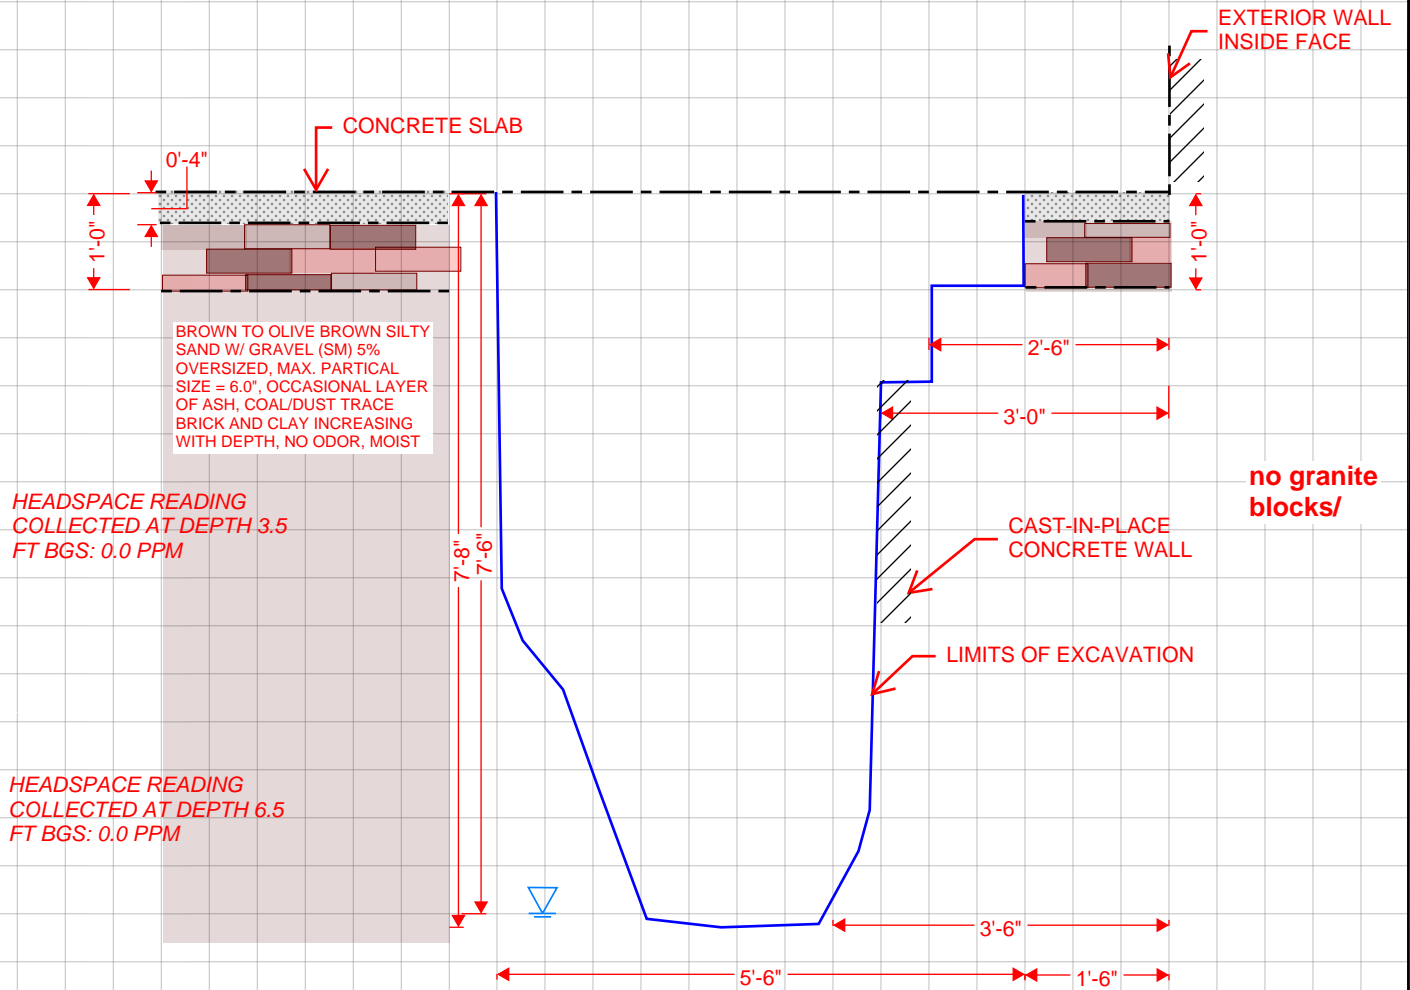 EXTERIOR WALL
INSIDE FACE
CONCRETE SLAB
0'-4"
1'-0"
1'-0"
BROWN TO OLIVE BROWN SILTY
SAND W/ GRAVEL (SM) 5%
OVERSIZED, MAX. PARTICAL
SIZE = 6.0", OCCASIONAL LAYER
OF ASH, COAL/DUST TRACE
BRICK AND CLAY INCREASING
WITH DEPTH, NO ODOR, MOIST
2'-6"
3'-0"
no granite
blocks/
HEADSPACE READING
COLLECTED AT DEPTH 3.5
FT BGS: 0.0 PPM
7'-8"
7'-6"
CAST-IN-PLACE
CONCRETE WALL
LIMITS OF EXCAVATION
HEADSPACE READING
COLLECTED AT DEPTH 6.5
FT BGS: 0.0 PPM
3'-6"
5'-6"
1'-6"